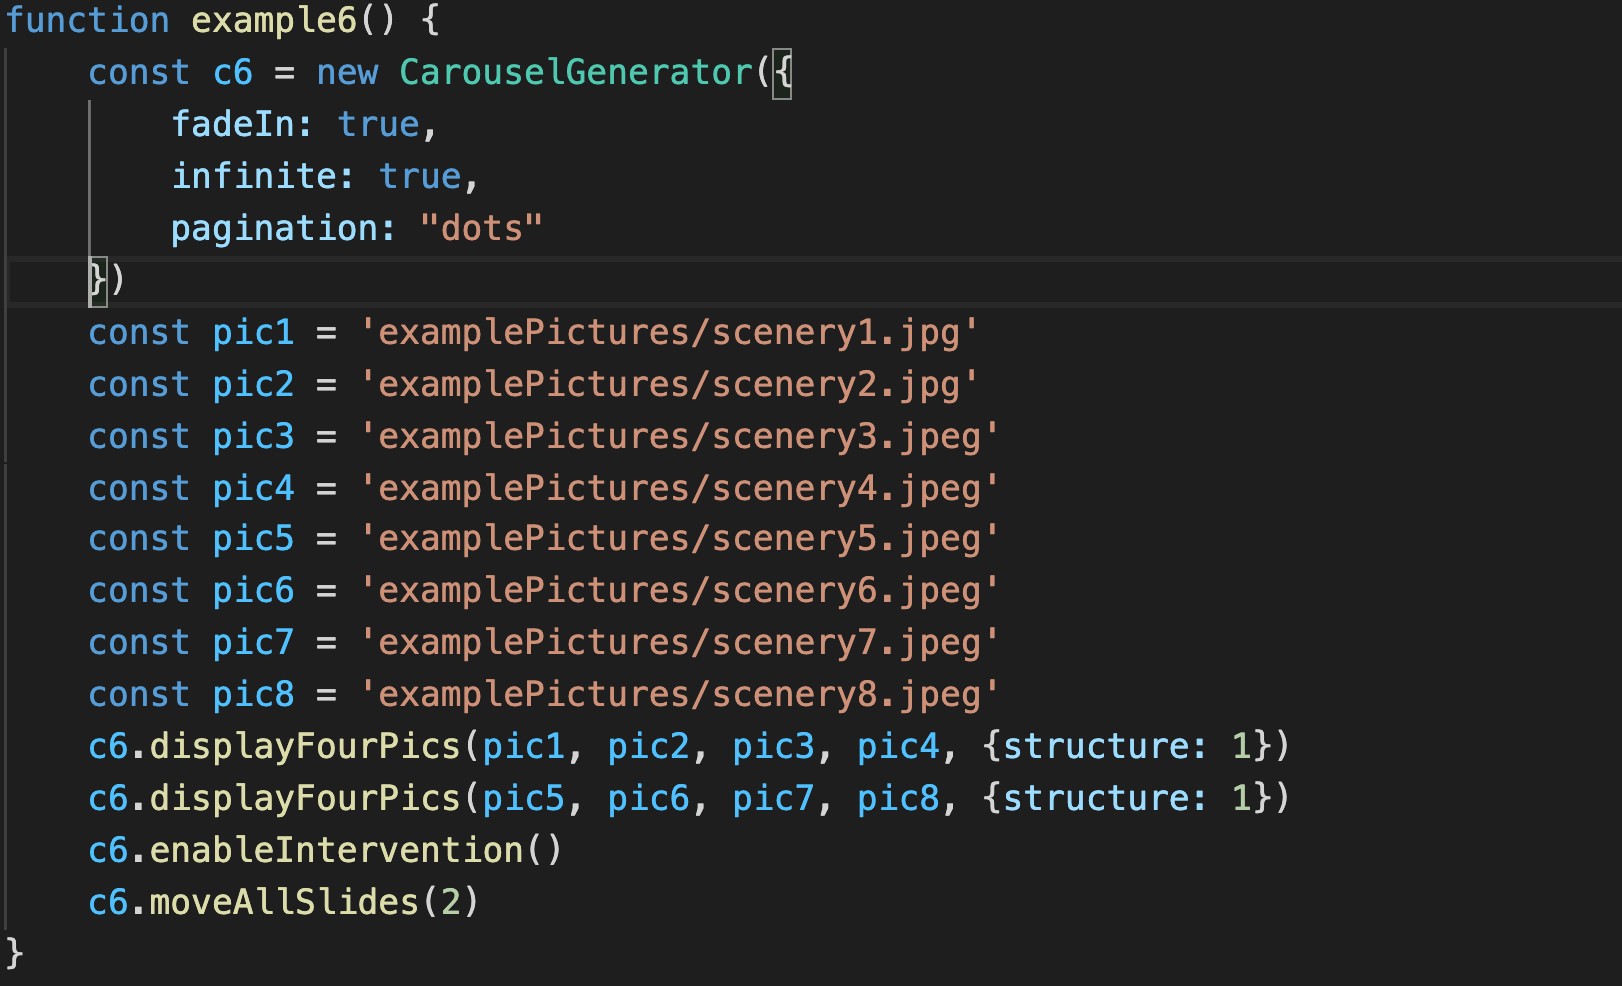 function example6() {
    const c6 = new CarouselGenerator({
        fadeIn: true,
        infinite: true,
        pagination: "dots"
    })
    const pic1 = 'examplePictures/scenery1.jpg'
    const pic2 = 'examplePictures/scenery2.jpg'
    const pic3 = 'examplePictures/scenery3.jpeg'
    const pic4 = 'examplePictures/scenery4.jpeg'
    const pic5 = 'examplePictures/scenery5.jpeg'
    const pic6 = 'examplePictures/scenery6.jpeg'
    const pic7 = 'examplePictures/scenery7.jpeg'
    const pic8 = 'examplePictures/scenery8.jpeg'
    c6.displayFourPics(pic1, pic2, pic3, pic4, {structure: 1})
    c6.displayFourPics(pic5, pic6, pic7, pic8, {structure: 1})
    c6.enableIntervention()
    c6.moveAllSlides(2)
}